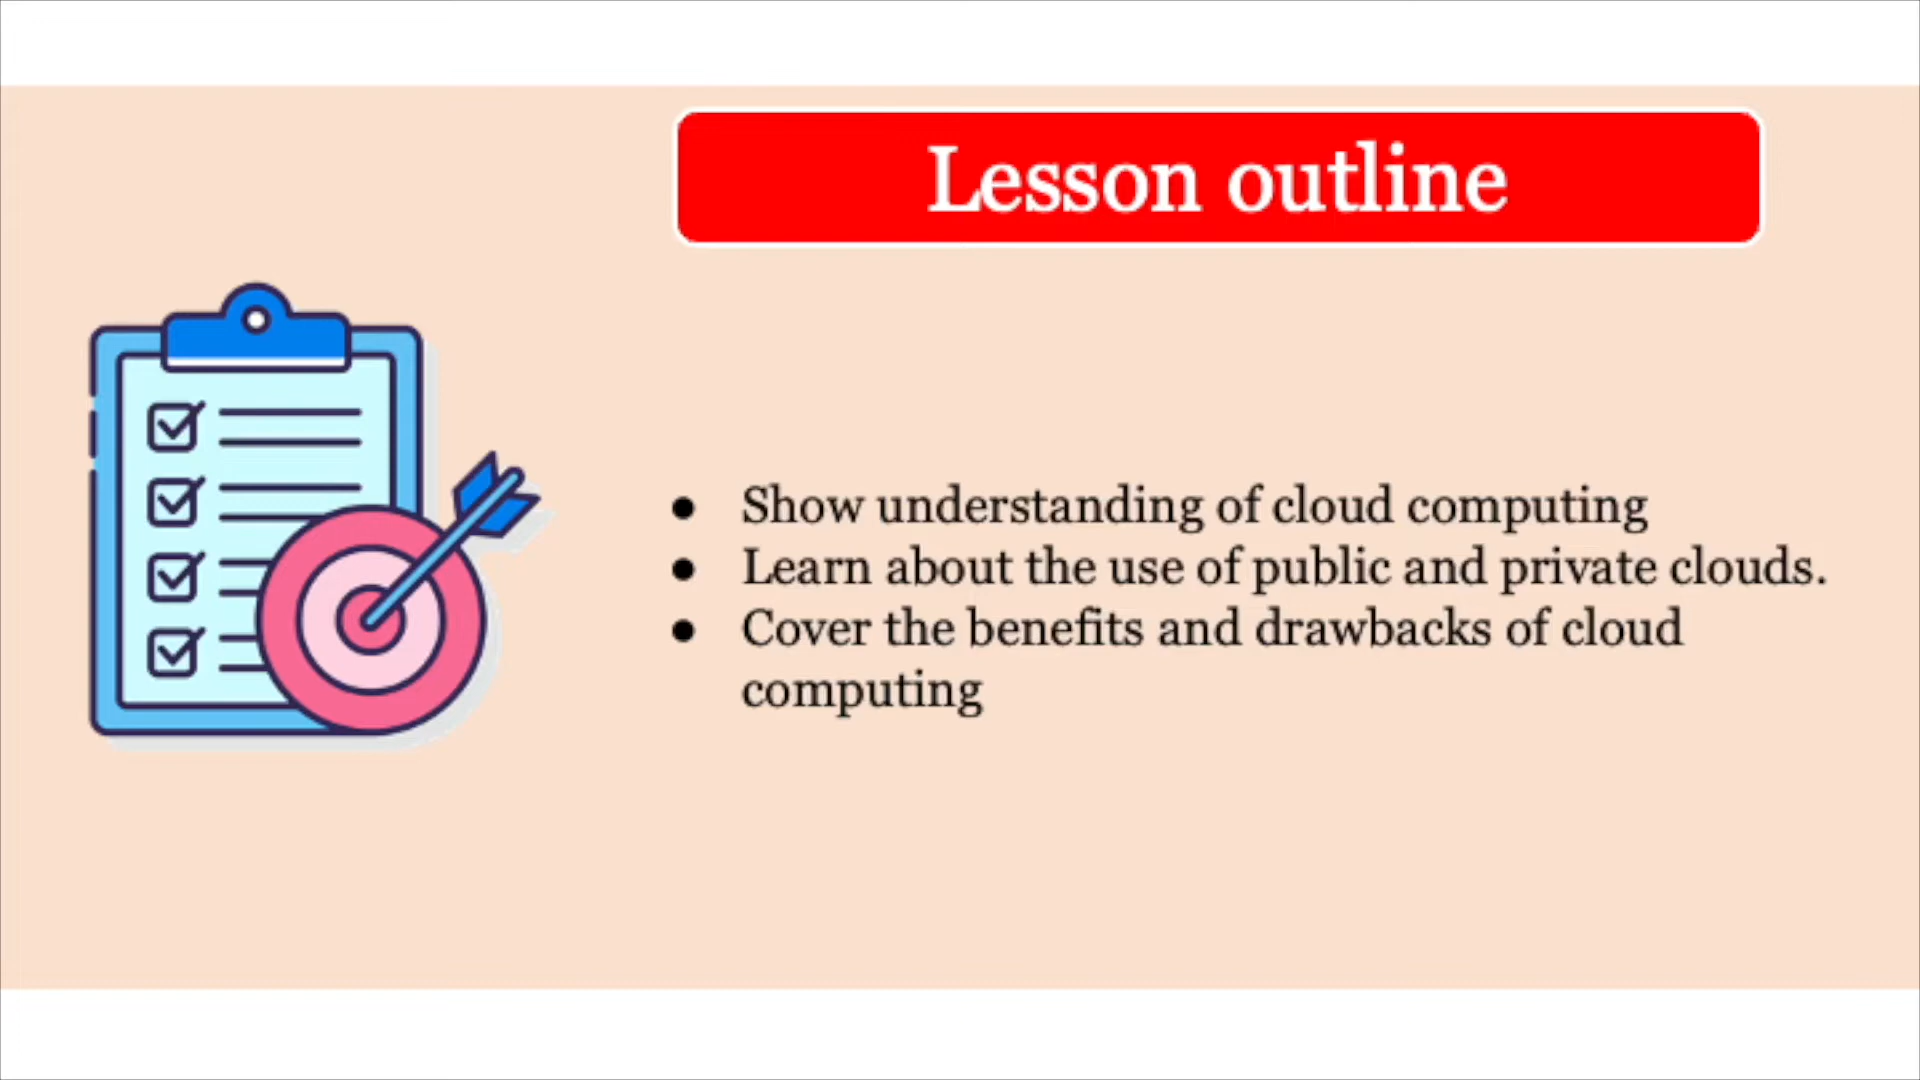 Lesson outline
● Show understanding of cloud computing
● Learn about the use of public and private clouds.
● Cover the benefits and drawbacks of cloud
computing